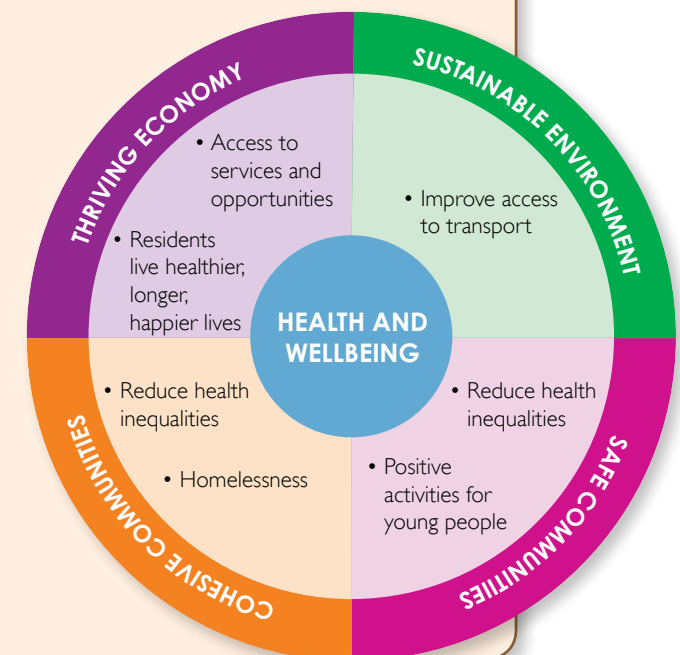 THRIVING ECONOMY
• Access to
services and
opportunities
• Residents
live healthier,
longer,
happier lives
SUSTAINABLE ENVIRONMENT
• Improve access
to transport
HEALTH AND
WELLBEING
• Reduce health
inequalities
• Homelessness
COHESIVE COMMUNITIES
• Reduce health
inequalities
• Positive
activities for
young people
SAFE COMMUNITIIES